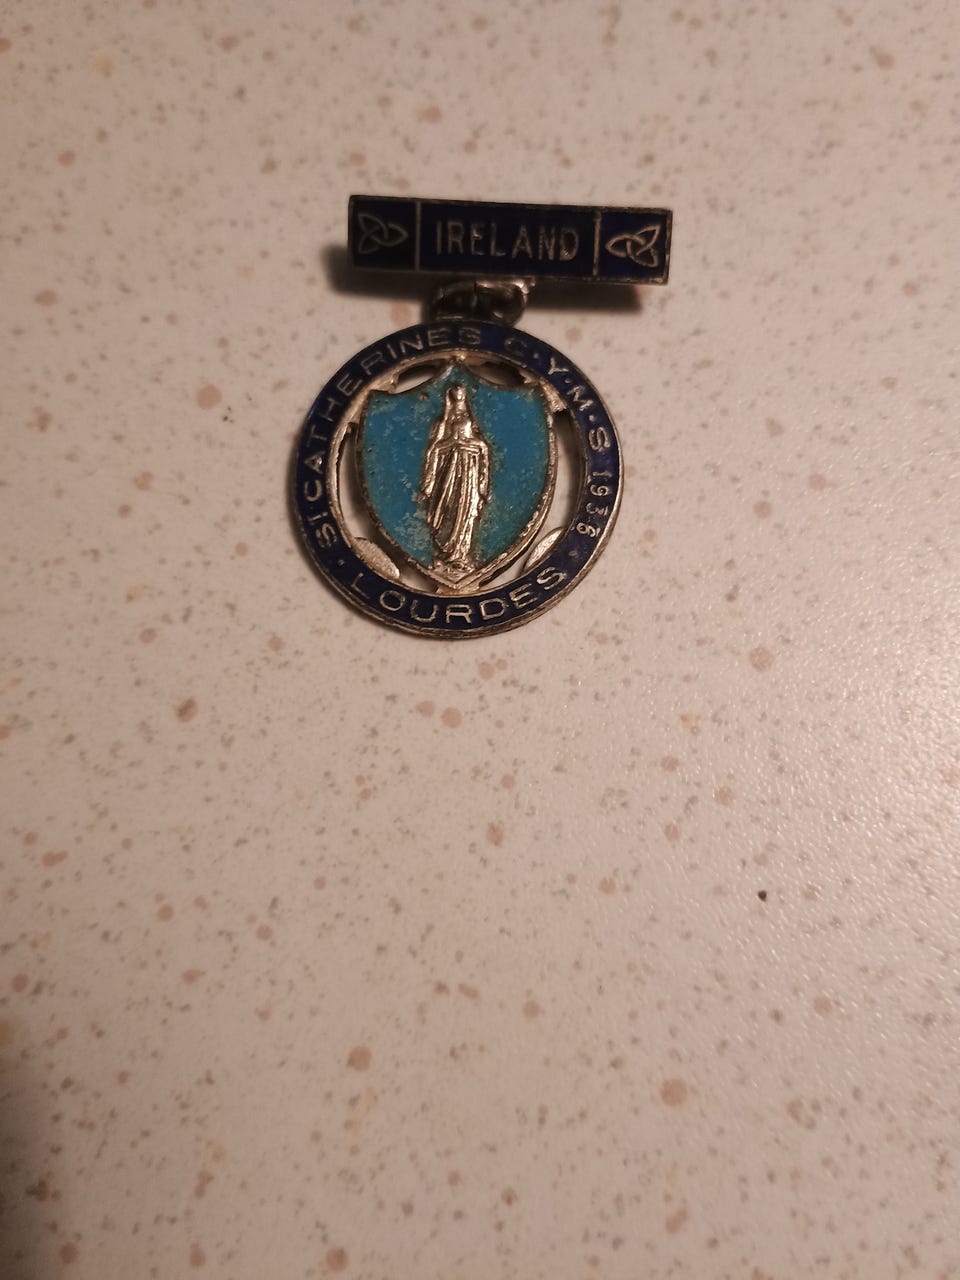 IRELAND
ST CATHERINES C.Y.M.S 1936
LOURDES